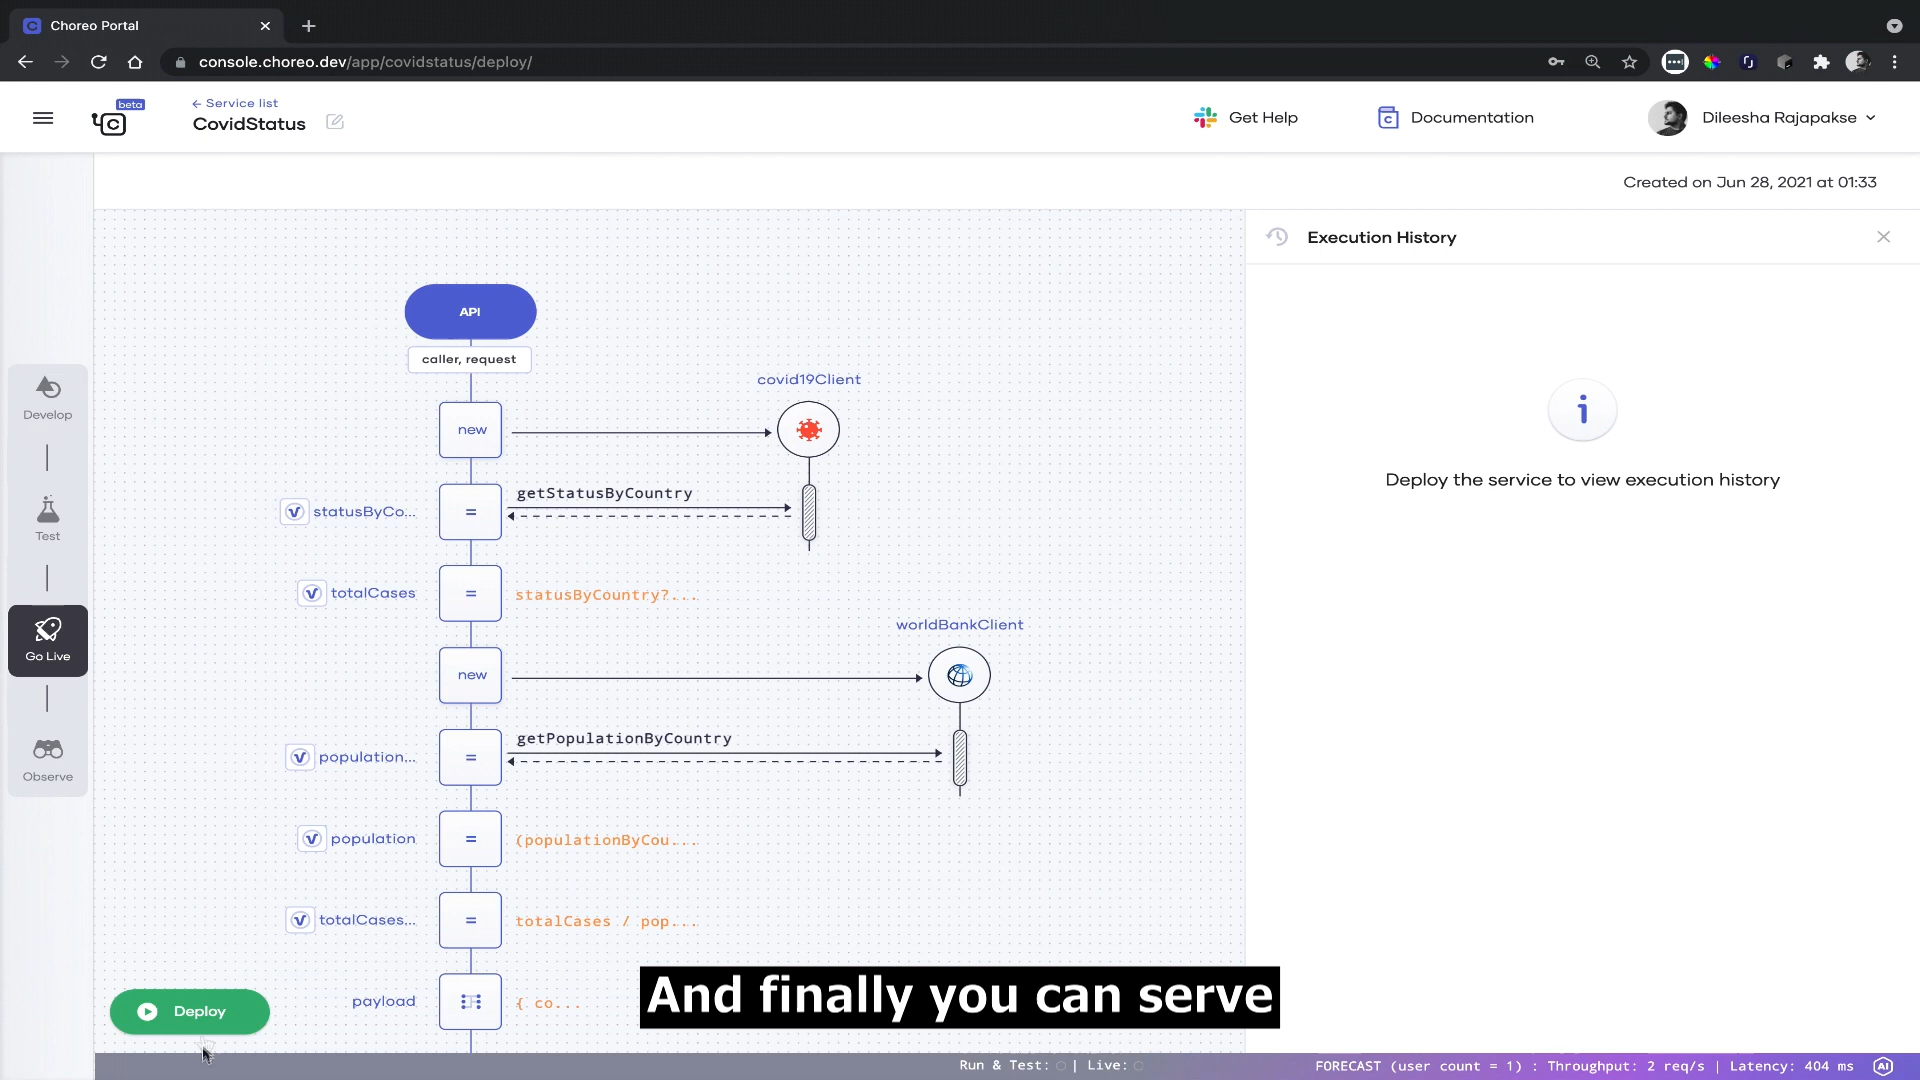 Choreo Portal
console.choreo.dev/app/covidstatus/deploy/
beta
Service list
CovidStatus
Get Help
Documentation
Dileesha Rajapakse
Created on Jun 28, 2021 at 01:33
Execution History
Deploy the service to view execution history
Develop
Test
Go Live
Observe
API
caller, request
covid19Client
new
getStatusByCountry
statusByCo...
=
totalCases
=
statusByCountry?...
worldBankClient
new
getPopulationByCountry
population...
=
population
=
(populationByCou...
totalCases...
=
totalCases / pop...
payload
{ co...
And finally you can serve
Deploy
Run & Test: | Live:
FORECAST (user count = 1) : Throughput: 2 req/s | Latency: 404 ms
AI